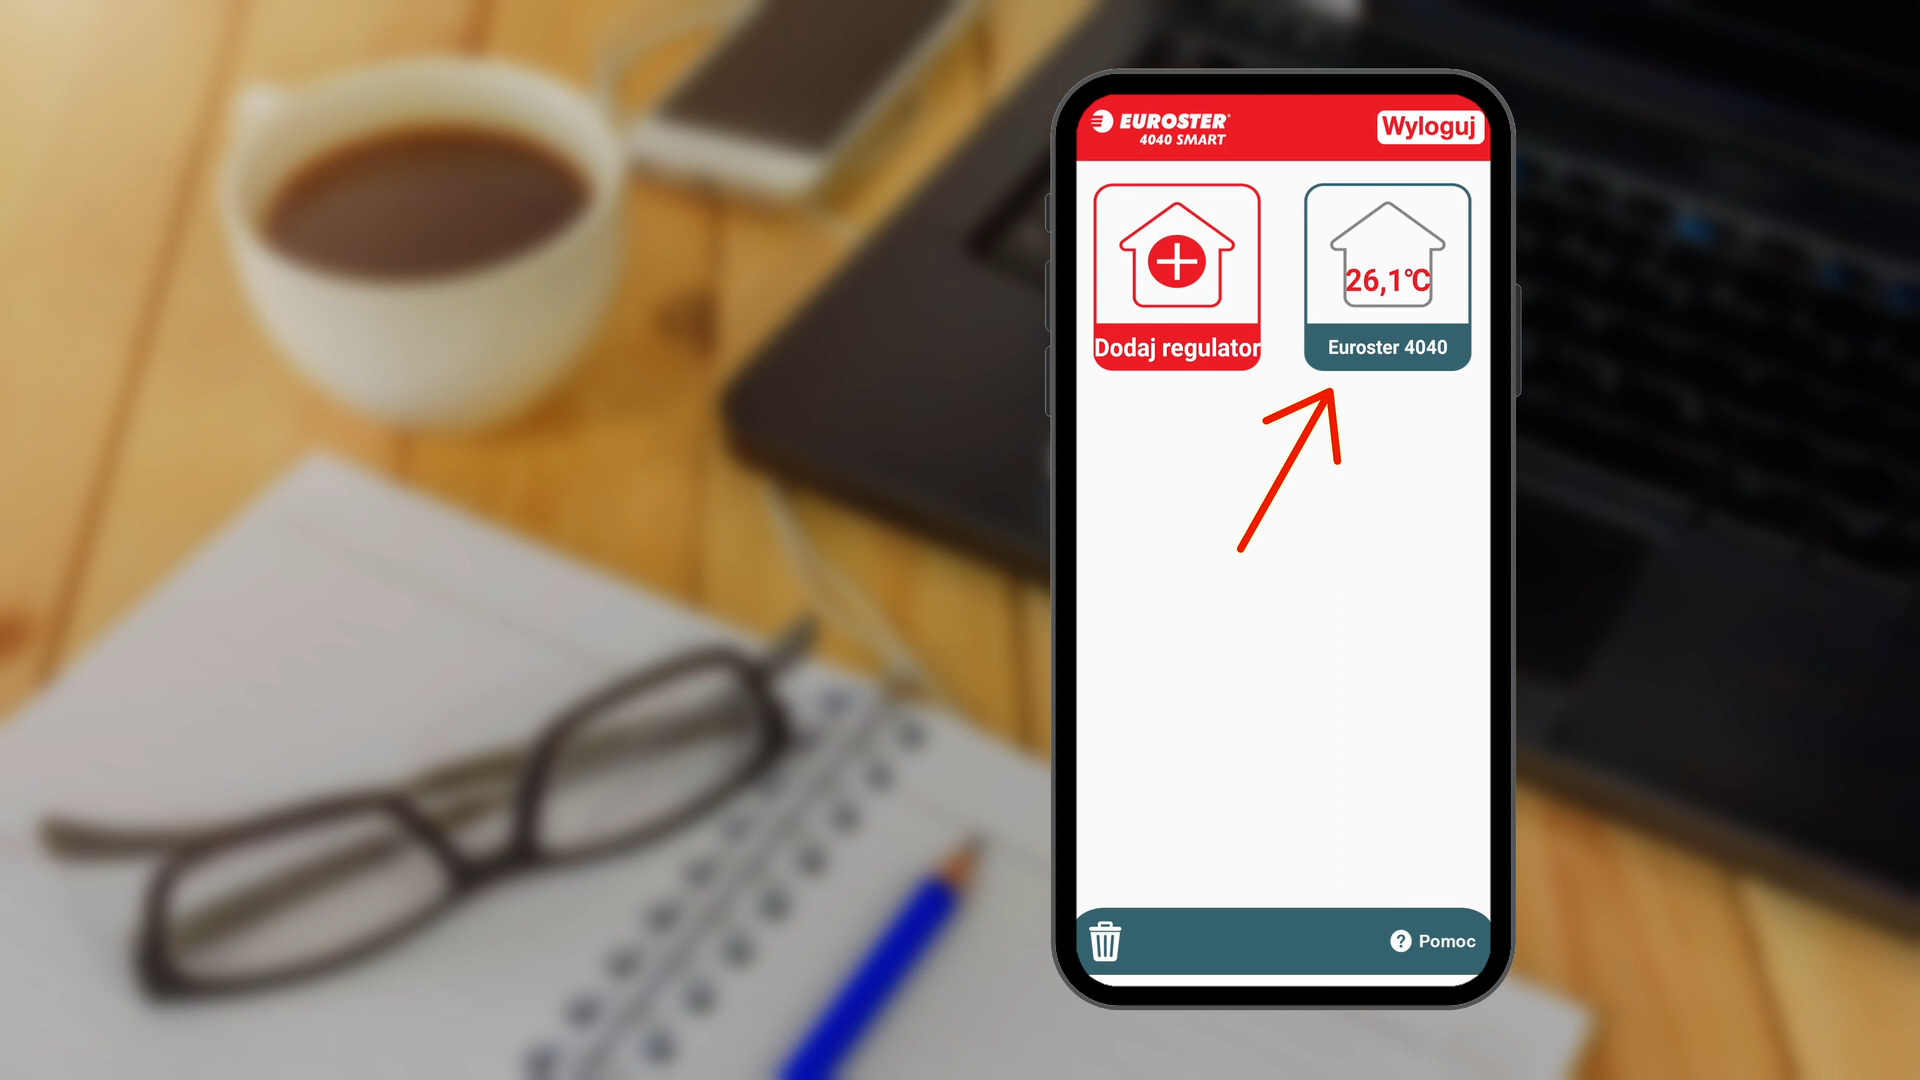 EUROSTER
4040 SMART
Wyloguj
Dodaj regulator
26,1°C
Euroster 4040
? Pomoc